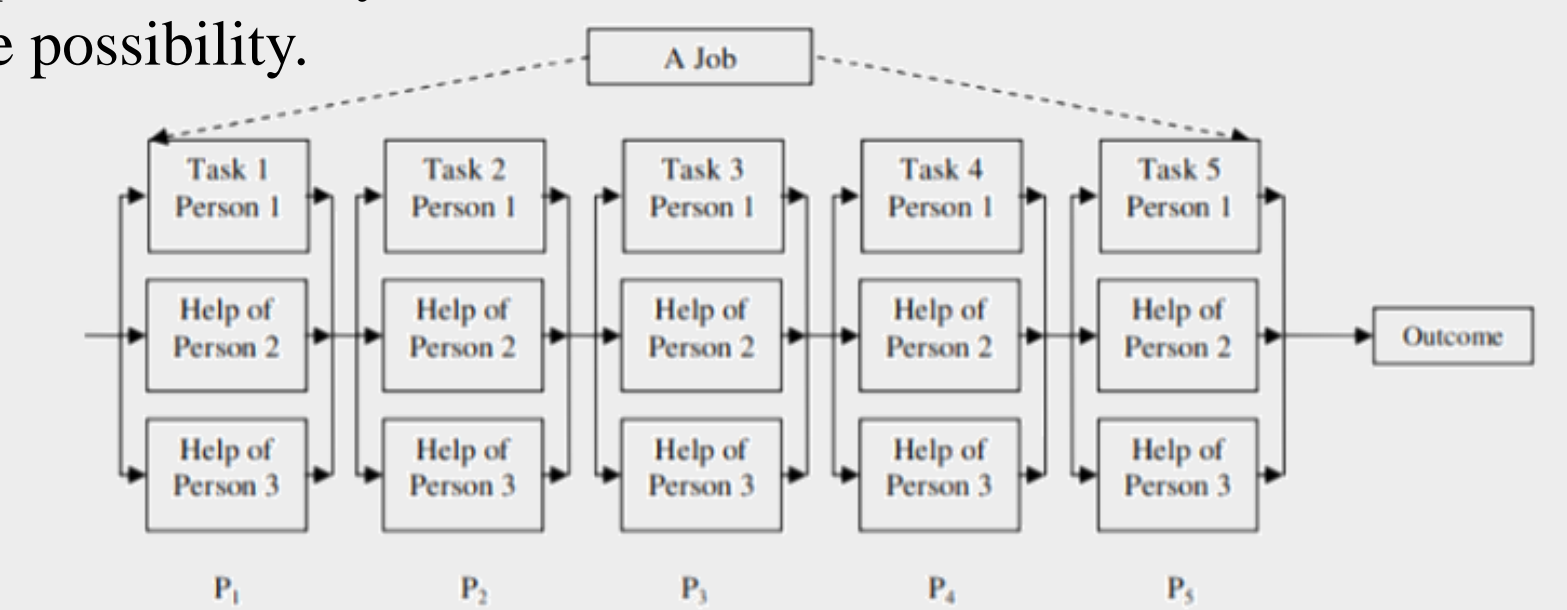 e possibility.
A Job
Task 1
Person 1
Task 2
Person 1
Task 3
Person 1
Task 4
Person 1
Task 5
Person 1
Help of
Person 2
Help of
Person 2
Help of
Person 2
Help of
Person 2
Help of
Person 2
Outcome
Help of
Person 3
Help of
Person 3
Help of
Person 3
Help of
Person 3
Help of
Person 3
P₁
P₂
P₃
P₄
P₅